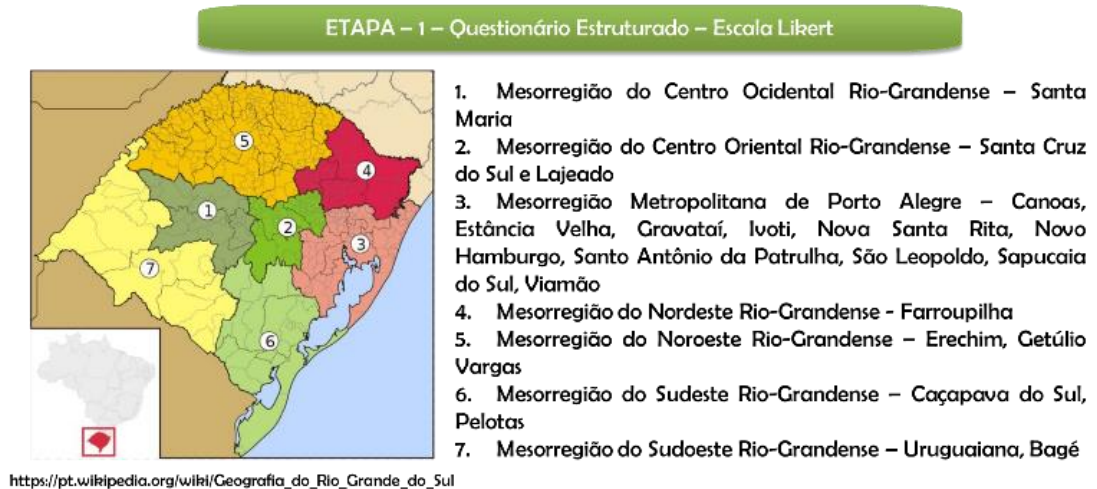 ETAPA – 1 – Questionário Estruturado – Escala Likert
1. Mesorregião do Centro Ocidental Rio-Grandense – Santa
Maria
2. Mesorregião do Centro Oriental Rio-Grandense – Santa Cruz
do Sul e Lajeado
3. Mesorregião Metropolitana de Porto Alegre – Canoas,
Estância Velha, Gravataí, Ivoti, Nova Santa Rita, Novo
Hamburgo, Santo Antônio da Patrulha, São Leopoldo, Sapucaia
do Sul, Viamão
4. Mesorregião do Nordeste Rio-Grandense - Farroupilha
5. Mesorregião do Noroeste Rio-Grandense – Erechim, Getúlio
Vargas
6. Mesorregião do Sudeste Rio-Grandense – Caçapava do Sul,
Pelotas
7. Mesorregião do Sudoeste Rio-Grandense – Uruguaiana, Bagé
5
4
1
2
3
7
6
https://pt.wikipedia.org/wiki/Geografia_do_Rio_Grande_do_Sul